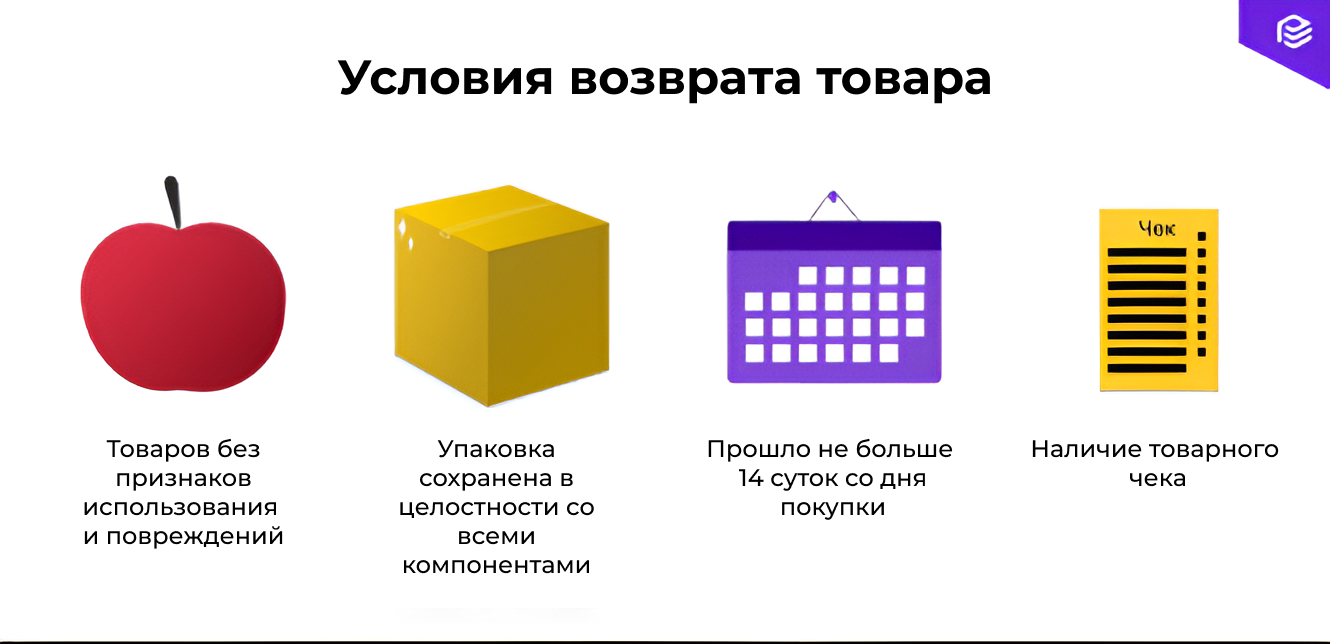 Условия возврата товара
Чок
Товаров без
признаков
использования
и повреждений
Упаковка
сохранена в
целостности со
всеми
компонентами
Прошло не больше
14 суток со дня
покупки
Наличие товарного
чека